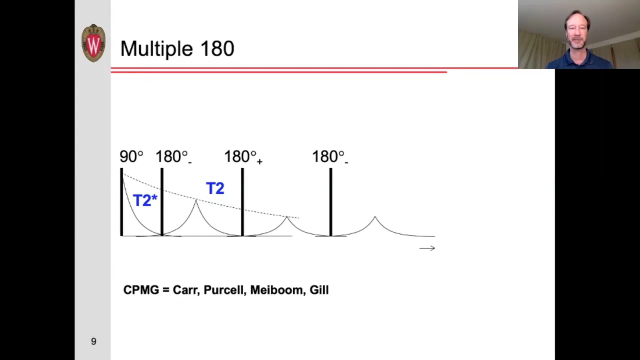 W
Multiple 180
90° 180°- 180°+ 180°-
T2* T2
CPMG = Carr, Purcell, Meiboom, Gill
9